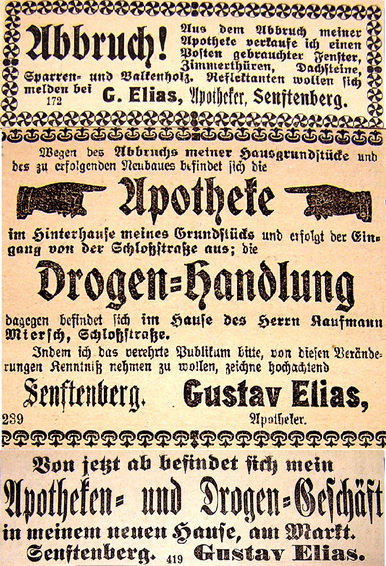 Abbruch!
Aus dem Abbruch meiner
Apotheke verkaufe ich einen
Posten gebrauchter Fenster,
Zimmerthüren, Dachsteine,
Sparren- und Balkenholz. Reflektanten wollen sich
melden bei G. Elias, Apotheker, Senftenberg.
172
Wegen des Abbruchs meiner Hausgrundstücke und
des zu erfolgenden Neubaues befindet sich die
Apotheke
im Hinterhause meines Grundstücks und erfolgt der Ein-
gang von der Schloßstraße aus; die
Drogen-Handlung
dagegen befindet sich im Hause des Herrn Kaufmann
Miersch, Schloßstraße.
Indem ich das verehrte Publikum bitte, von diesen Verände-
rungen Kenntniß nehmen zu wollen, zeichne hochachtend
Senftenberg. Gustav Elias,
239 Apotheker.
Von jetzt ab befindet sich mein
Apotheken- und Drogen-Geschäft
in meinem neuen Hause, am Markt.
Senftenberg. 419 Gustav Elias.